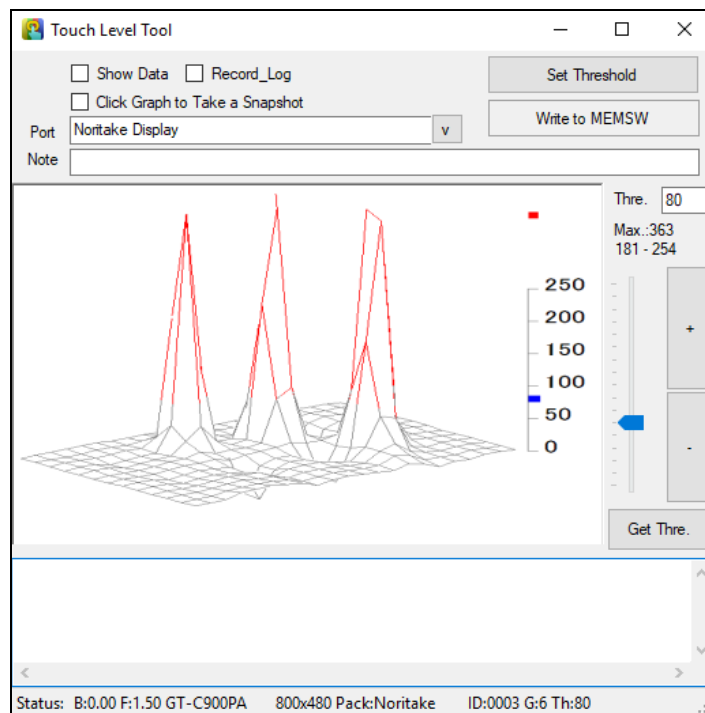 Touch Level Tool
Show Data Record_Log Set Threshold
Click Graph to Take a Snapshot
Port Noritake Display v Write to MEMSW
Note
Thre. 80
Max.:363
181 - 254
250
200
150
100
50
0
+
-
Get Thre.
Status: B:0.00 F:1.50 GT-C900PA 800x480 Pack:Noritake ID:0003 G:6 Th:80